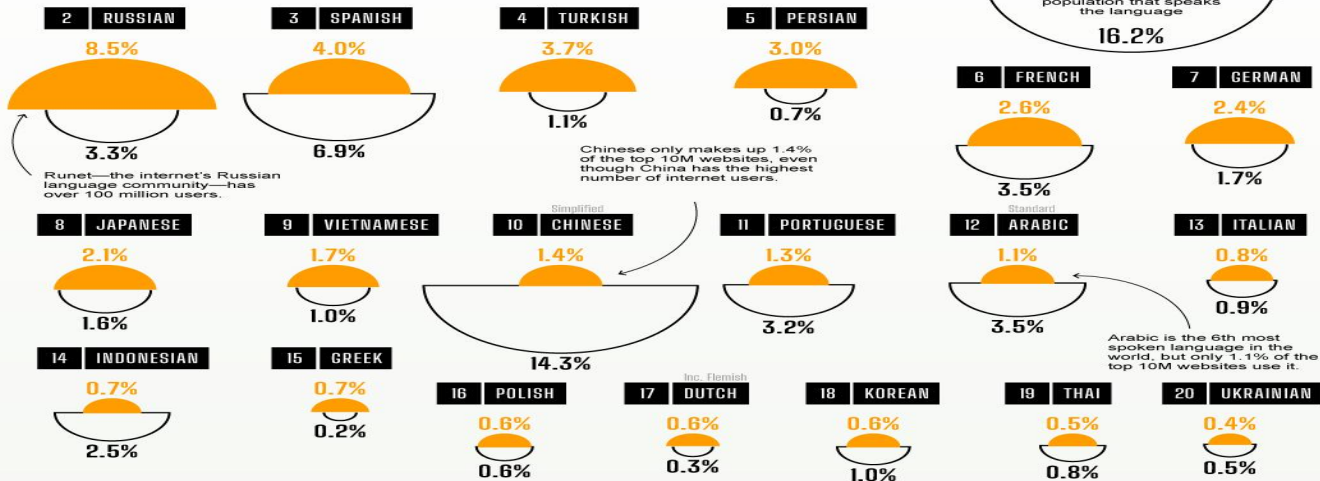 population that speaks
the language
16.2%
2 RUSSIAN
8.5%
3.3%
Runet—the internet's Russian
language community—has
over 100 million users.
3 SPANISH
4.0%
6.9%
4 TURKISH
3.7%
1.1%
5 PERSIAN
3.0%
0.7%
6 FRENCH
2.6%
3.5%
7 GERMAN
2.4%
1.7%
Chinese only makes up 1.4%
of the top 10M websites, even
though China has the highest
number of internet users.
8 JAPANESE
2.1%
1.6%
9 VIETNAMESE
1.7%
1.0%
Simplified
10 CHINESE
1.4%
14.3%
11 PORTUGUESE
1.3%
3.2%
Standard
12 ARABIC
1.1%
3.5%
13 ITALIAN
0.8%
0.9%
Arabic is the 6th most
spoken language in the
world, but only 1.1% of the
top 10M websites use it.
14 INDONESIAN
0.7%
2.5%
15 GREEK
0.7%
0.2%
16 POLISH
0.6%
0.6%
Inc. Flemish
17 DUTCH
0.6%
0.3%
18 KOREAN
0.6%
1.0%
19 THAI
0.5%
0.8%
20 UKRAINIAN
0.4%
0.5%